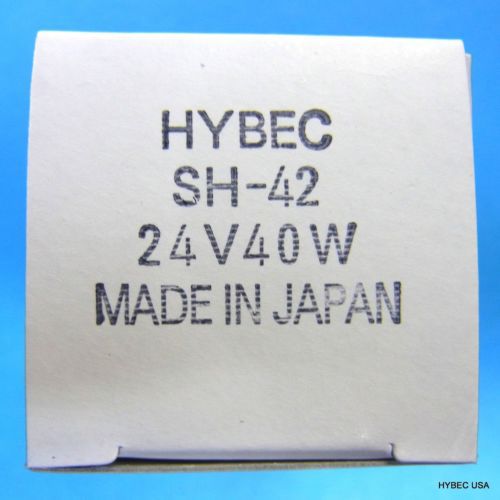 HYBEC
SH-42
24V40W
MADE IN JAPAN
HYBEC USA